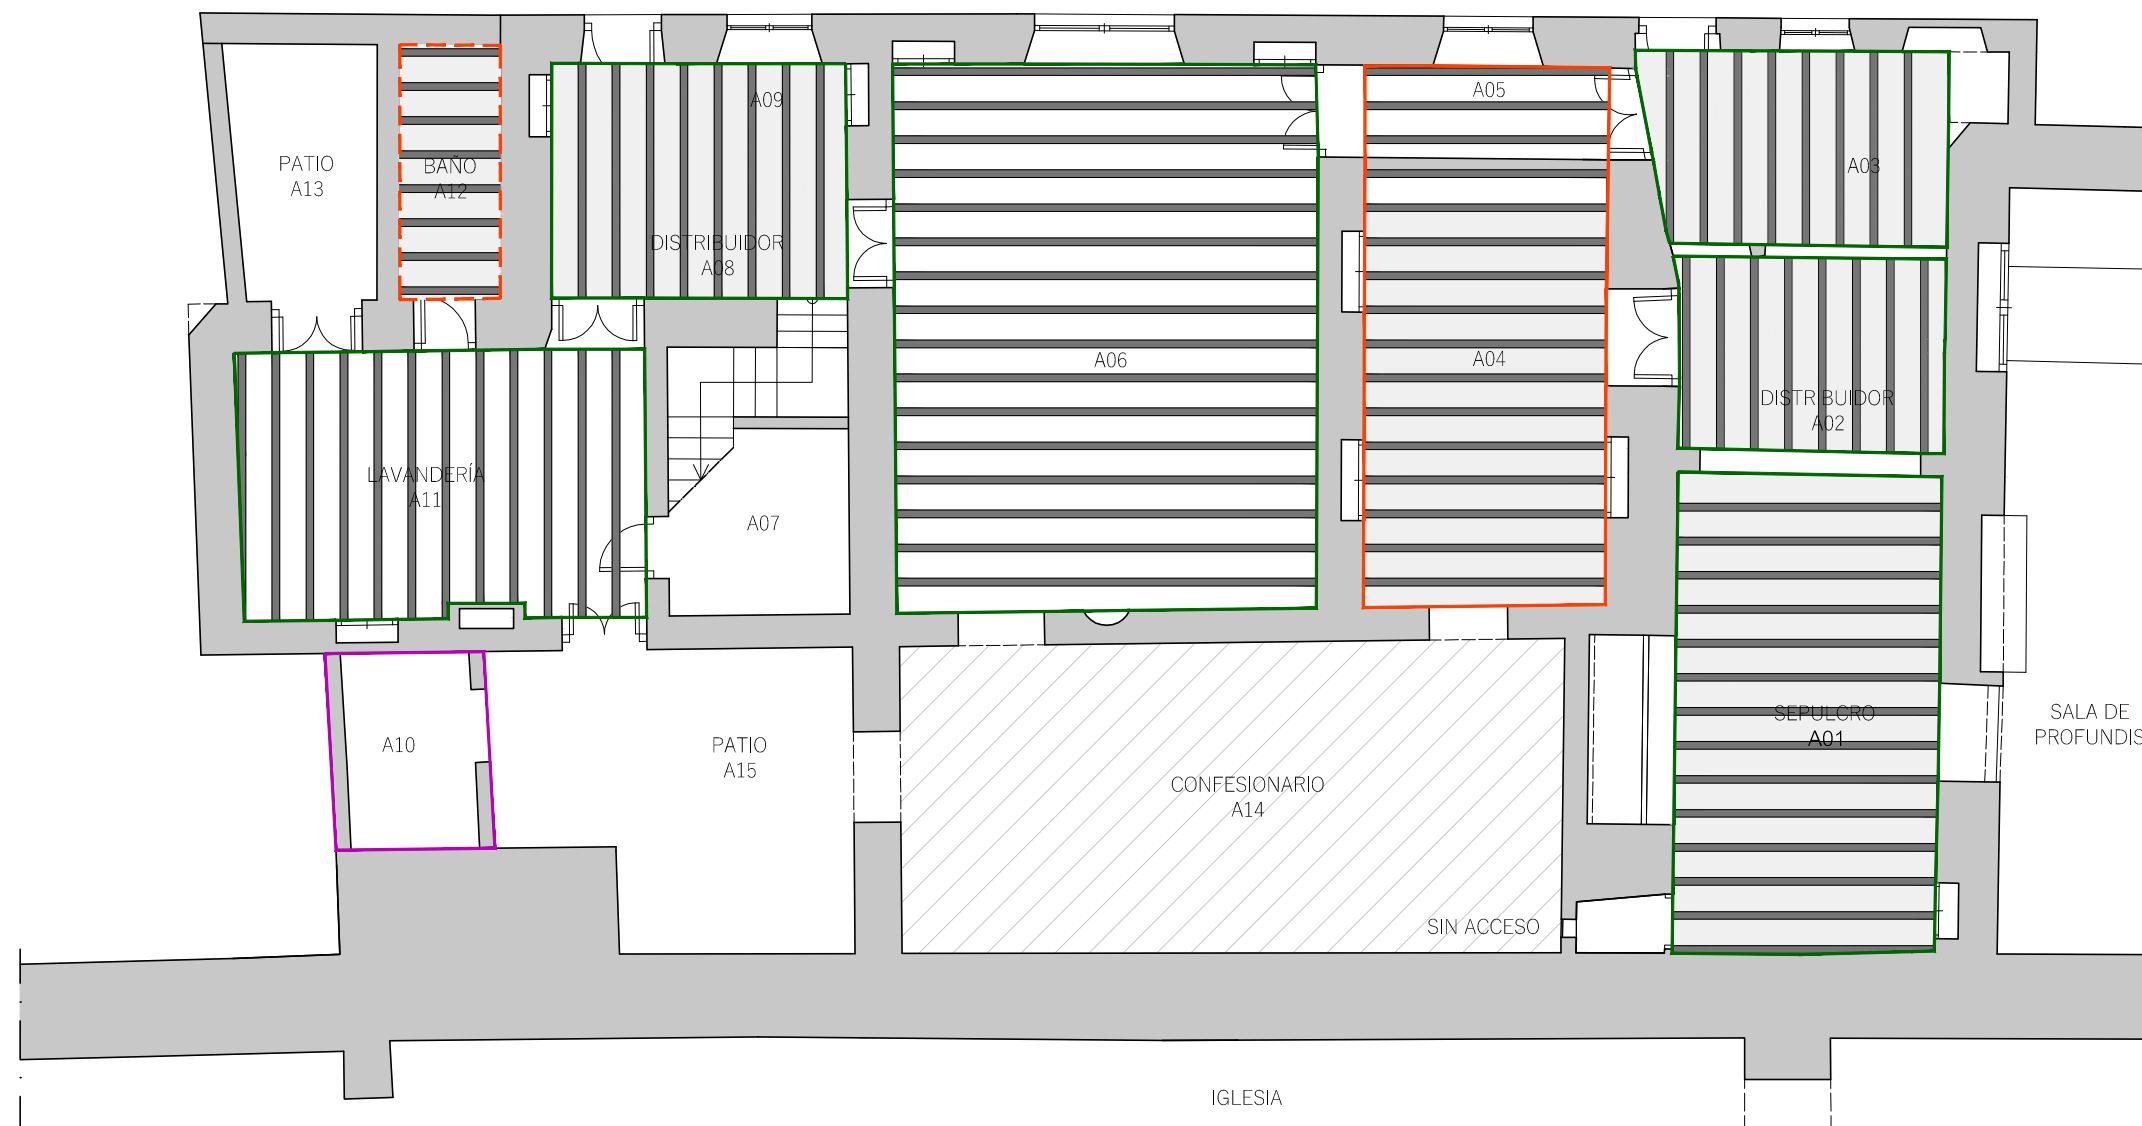 A09
A05
PATIO
A13
BAÑO
A12
A03
DISTRIBUIDOR
A08
A06
A04
DISTRIBUIDOR
A02
LAVANDERÍA
A11
A07
SEPULCRO
A01
SALA DE
PROFUNDIS
A10
PATIO
A15
CONFESIONARIO
A14
SIN ACCESO
IGLESIA